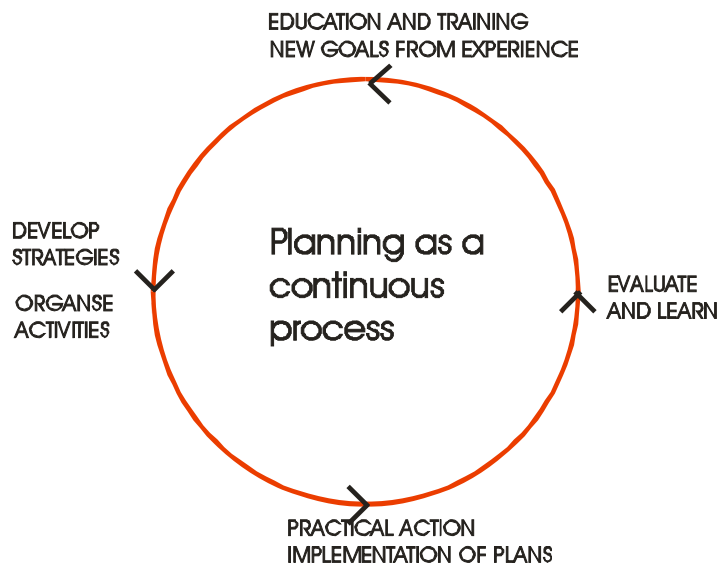 EDUCATION AND TRAINING
NEW GOALS FROM EXPERIENCE
DEVELOP
STRATEGIES
ORGANSE
ACTIVITIES
Planning as a
continuous
process
EVALUATE
AND LEARN
PRACTICAL ACTION
IMPLEMENTATION OF PLANS